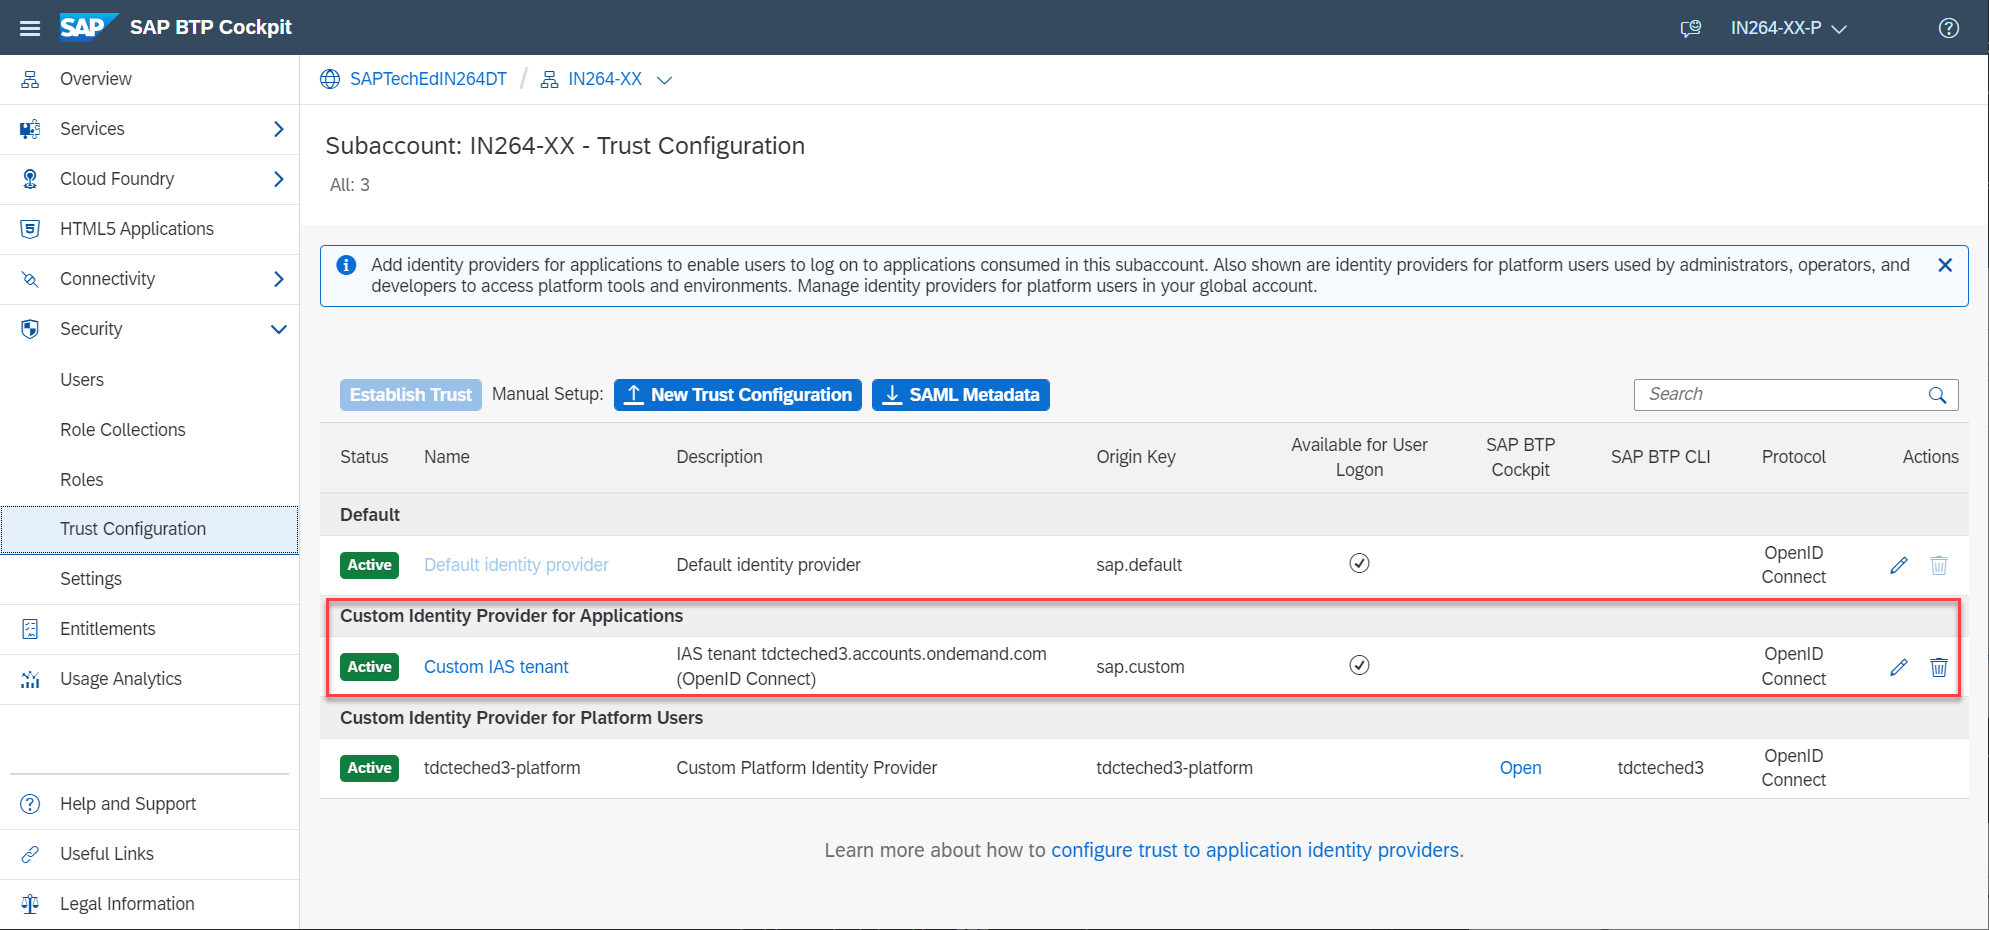 SAP SAP BTP Cockpit
IN264-XX-P
Overview
Services
Cloud Foundry
HTML5 Applications
Connectivity
Security
Users
Role Collections
Roles
Trust Configuration
Settings
Entitlements
Usage Analytics
Help and Support
Useful Links
Legal Information
SAPTechEdIN264DT / IN264-XX
Subaccount: IN264-XX - Trust Configuration
All: 3
Add identity providers for applications to enable users to log on to applications consumed in this subaccount. Also shown are identity providers for platform users used by administrators, operators, and
developers to access platform tools and environments. Manage identity providers for platform users in your global account.
Establish Trust Manual Setup: New Trust Configuration SAML Metadata Search
Status Name Description Origin Key Available for User Logon SAP BTP Cockpit SAP BTP CLI Protocol Actions
Default
Active Default identity provider Default identity provider sap.default OpenID Connect
Custom Identity Provider for Applications
Active Custom IAS tenant IAS tenant tdcteched3.accounts.ondemand.com (OpenID Connect) sap.custom OpenID Connect
Custom Identity Provider for Platform Users
Active tdcteched3-platform Custom Platform Identity Provider tdcteched3-platform Open tdcteched3 OpenID Connect
Learn more about how to configure trust to application identity providers.